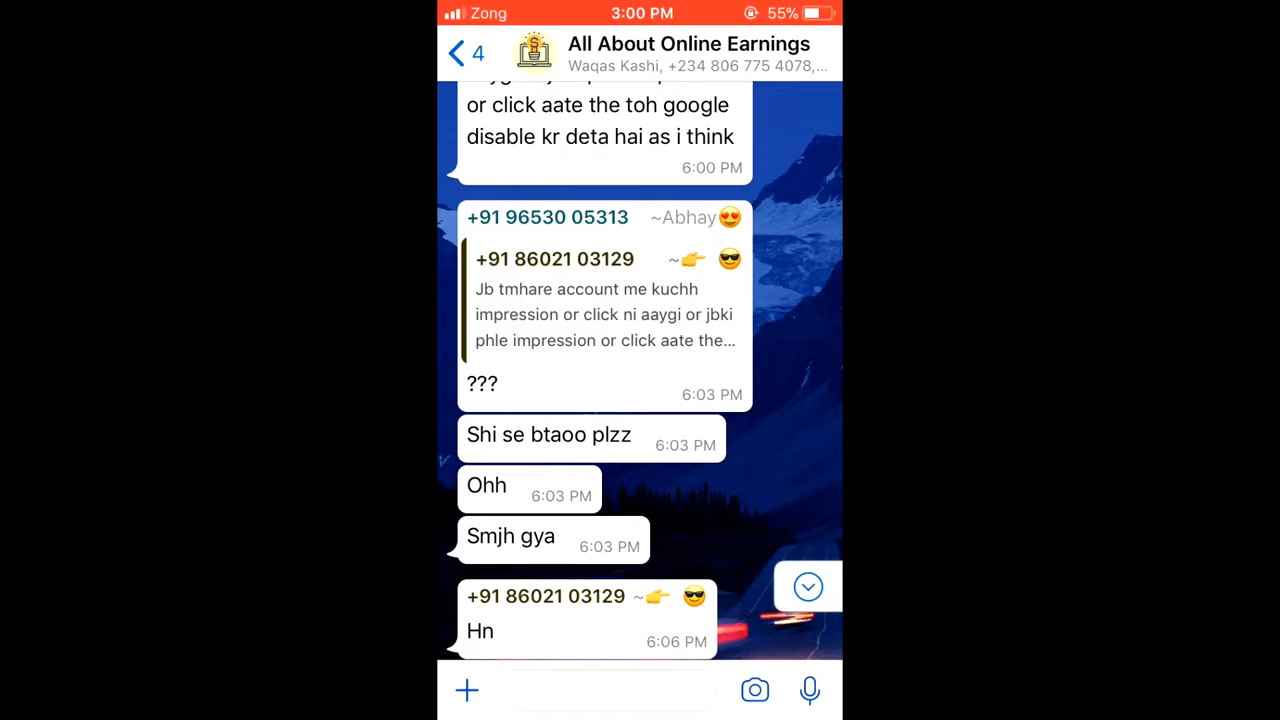 Zong 3:00 PM 55%
4 All About Online Earnings
Waqas Kashi, +234 806 775 4078,...
or click aate the toh google
disable kr deta hai as i think
6:00 PM
+91 96530 05313 ~Abhay😍
+91 86021 03129 ~👉 😎
Jb tmhare account me kuchh
impression or click ni aaygi or jbki
phle impression or click aate the...
???
6:03 PM
Shi se btaoo plzz 6:03 PM
Ohh 6:03 PM
Smjh gya 6:03 PM
+91 86021 03129 ~👉 😎
Hn
6:06 PM